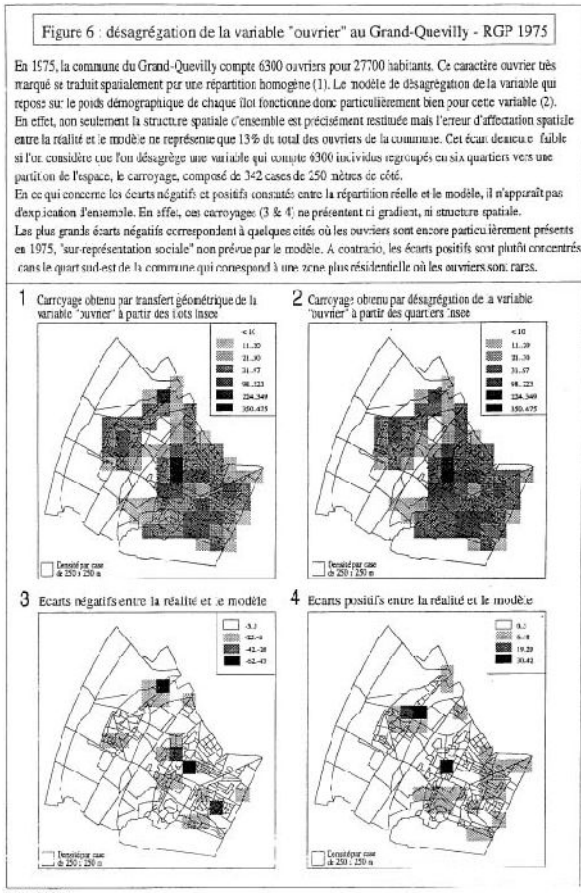 Figure 6 : désagrégation de la variable "ouvrier" au Grand-Quevilly - RGP 1975
En 1975, la commune du Grand-Quevilly compte 6300 ouvriers pour 27700 habitants. Ce caractère ouvrier très
marqué se traduit spatialement par une répartition homogène (1). Le modèle de désagrégation de la variable qui
repose sur le poids démographique de chaque îlot fonctionne donc particulièrement bien pour cette variable (2).
En effet, non seulement la structure spatiale d'ensemble est précisément restituée mais l'erreur d'affectation spatiale
entre la réalité et le modèle ne représente que 13% du total des ouvriers de la commune. Cet écart demeure faible
si l'on considère que l'on désagrège une variable qui compte 6300 individus regroupés en six quartiers vers une
partition de l'espace, le carroyage, composé de 342 cases de 250 mètres de côté.
En ce qui concerne les écarts négatifs et positifs constatés entre la répartition réelle et le modèle, il n'apparaît pas
d'explication d'ensemble. En effet, ces carroyages (3 & 4) ne présentent ni gradient, ni structure spatiale.
Les plus grands écarts négatifs correspondent à quelques cités où les ouvriers sont encore particulièrement présents
en 1975, "sur-représentation sociale" non prévue par le modèle. A contrario, les écarts positifs sont plutôt concentrés
dans le quart sud-est de la commune qui correspond à une zone plus résidentielle où les ouvriers sont rares.
1 Carroyage obtenu par transfert géométrique de la
variable "ouvrier" à partir des îlots Insee
< 10
11..20
21..30
31..97
98..223
224..349
350..475
Densité par case
de 250 x 250 m
2 Carroyage obtenu par désagrégation de la variable
"ouvrier" à partir des quartiers Insee
< 10
11..20
21..30
31..97
98..223
224..349
350..475
Densité par case
de 250 x 250 m
3 Ecarts négatifs entre la réalité et le modèle
Densité par case
de 250 x 250 m
4 Ecarts positifs entre la réalité et le modèle
19..29
30..42
Densité par case
de 250 x 250 m